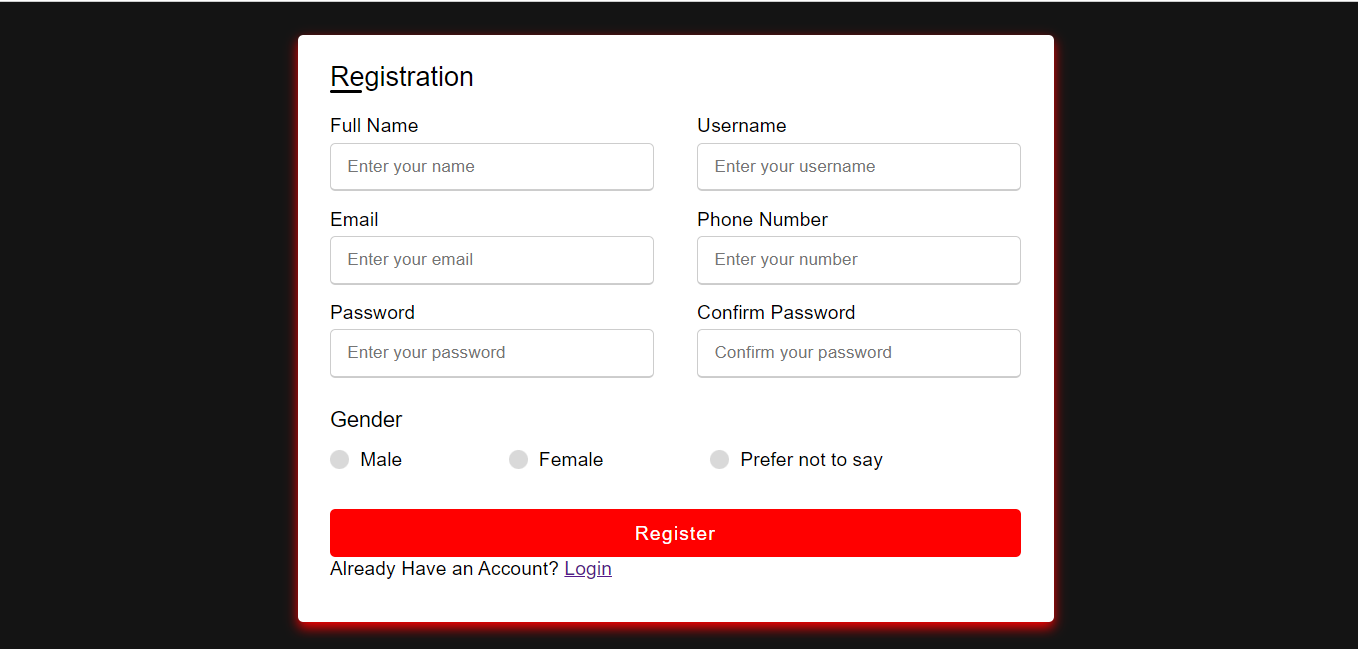 Registration
Full Name Username
Enter your name Enter your username
Email Phone Number
Enter your email Enter your number
Password Confirm Password
Enter your password Confirm your password
Gender
Male Female Prefer not to say
Register
Already Have an Account? Login